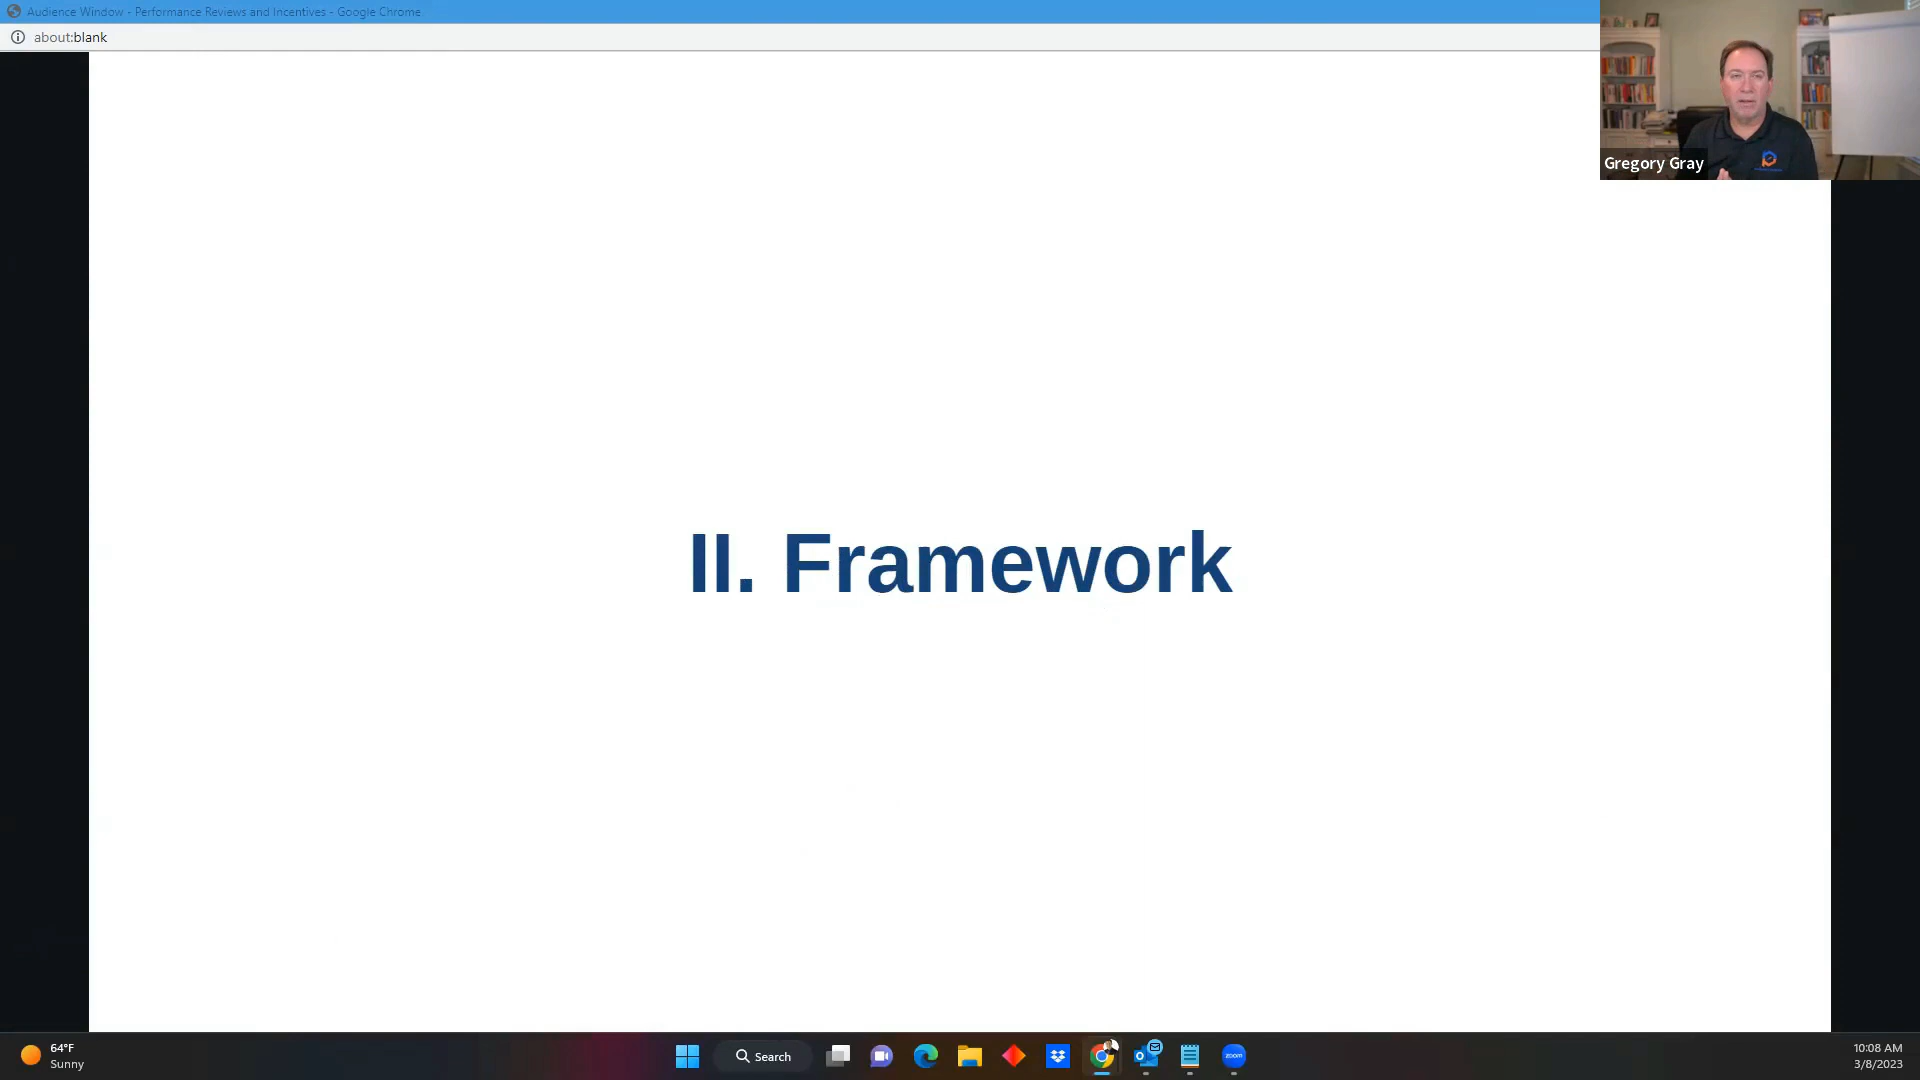 Audience Window - Performance Reviews and Incentives - Google Chrome
about:blank
Gregory Gray
II. Framework
64°F
Sunny
Search
zoom
10:08 AM
3/8/2023